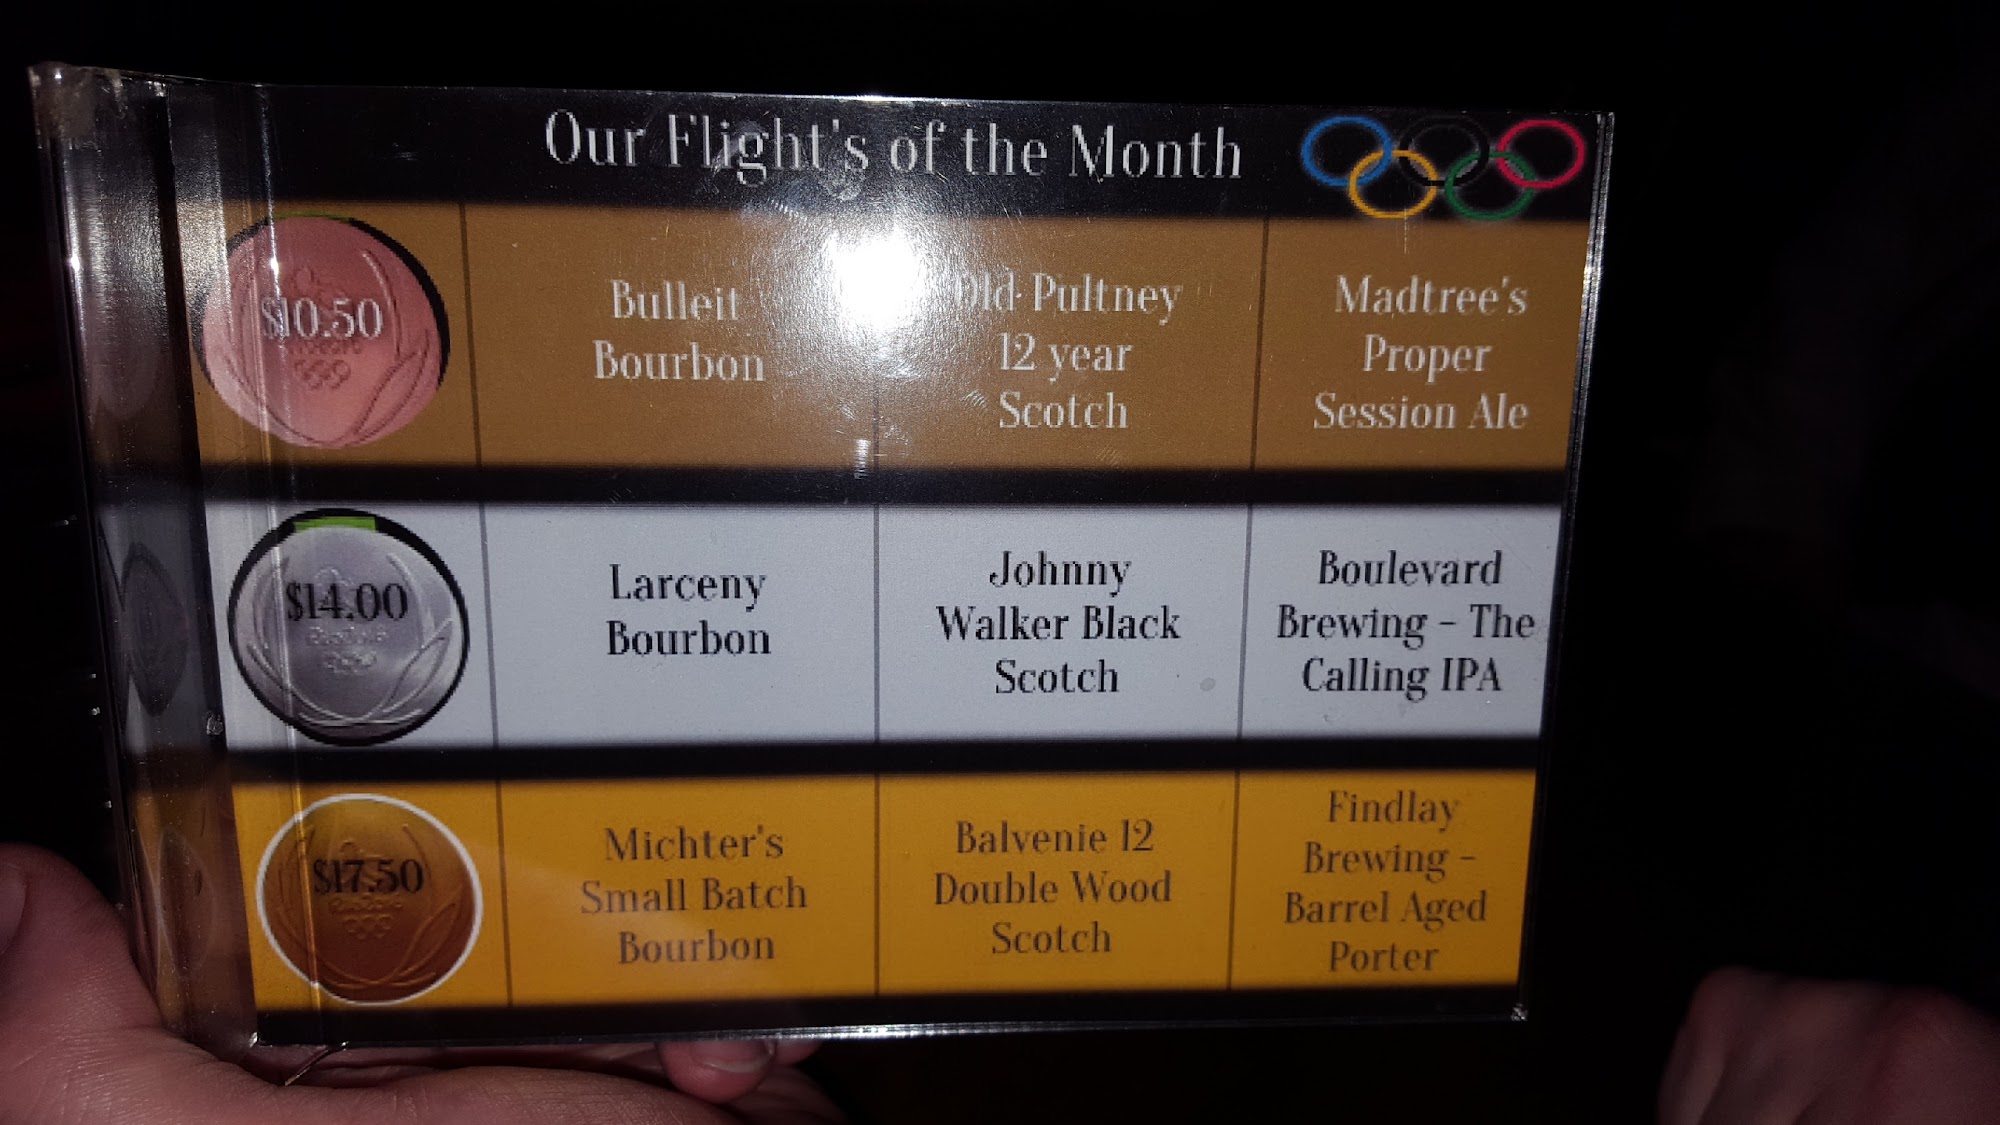 Our Flight's of the Month
$10.50
Bulleit
Bourbon
Old Pultney
12 year
Scotch
Madtree's
Proper
Session Ale
$14.00
Larceny
Bourbon
Johnny
Walker Black
Scotch
Boulevard
Brewing - The
Calling IPA
$17.50
Michter's
Small Batch
Bourbon
Balvenie 12
Double Wood
Scotch
Findlay
Brewing -
Barrel Aged
Porter